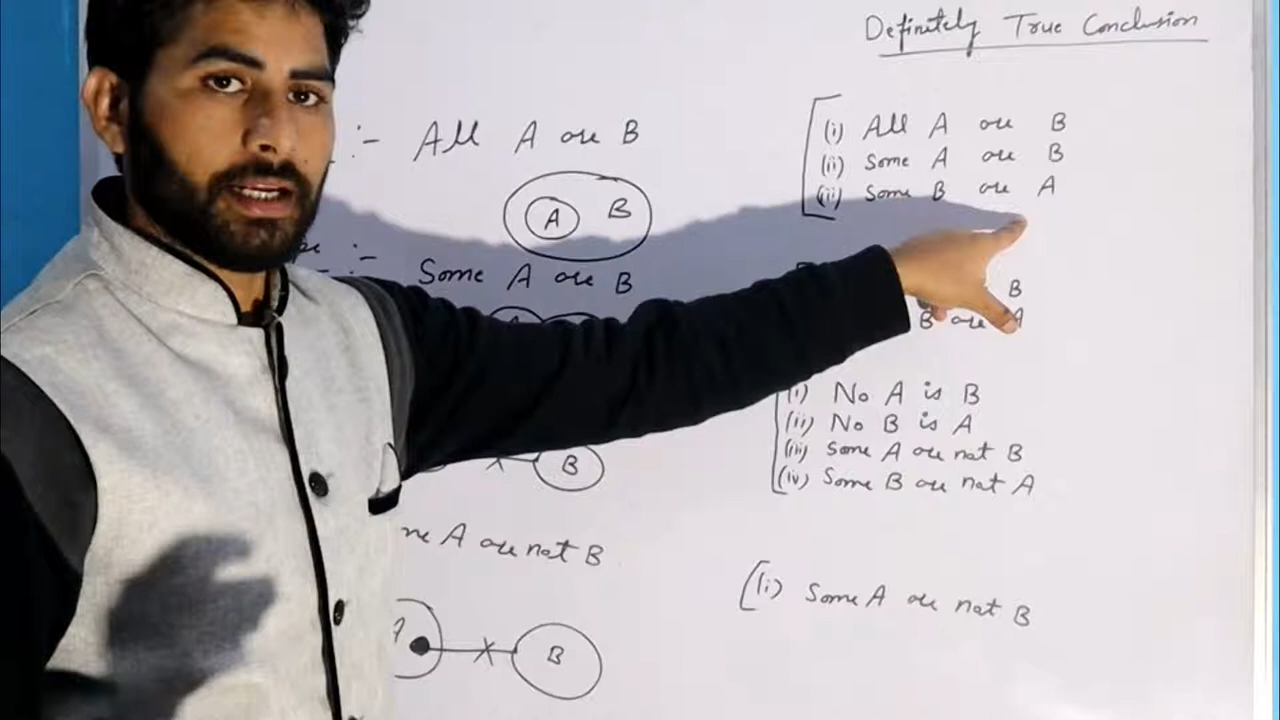 Definitely True Conclusion
:- All A are B
A B
(i) All A are B
(ii) Some A are B
(iii) Some B are A
:- Some A are B
B
B are A
(i) No A is B
(ii) No B is A
(iii) Some A are not B
(iv) Some B are not A
B
A are not B
A B
(i) Some A are not B